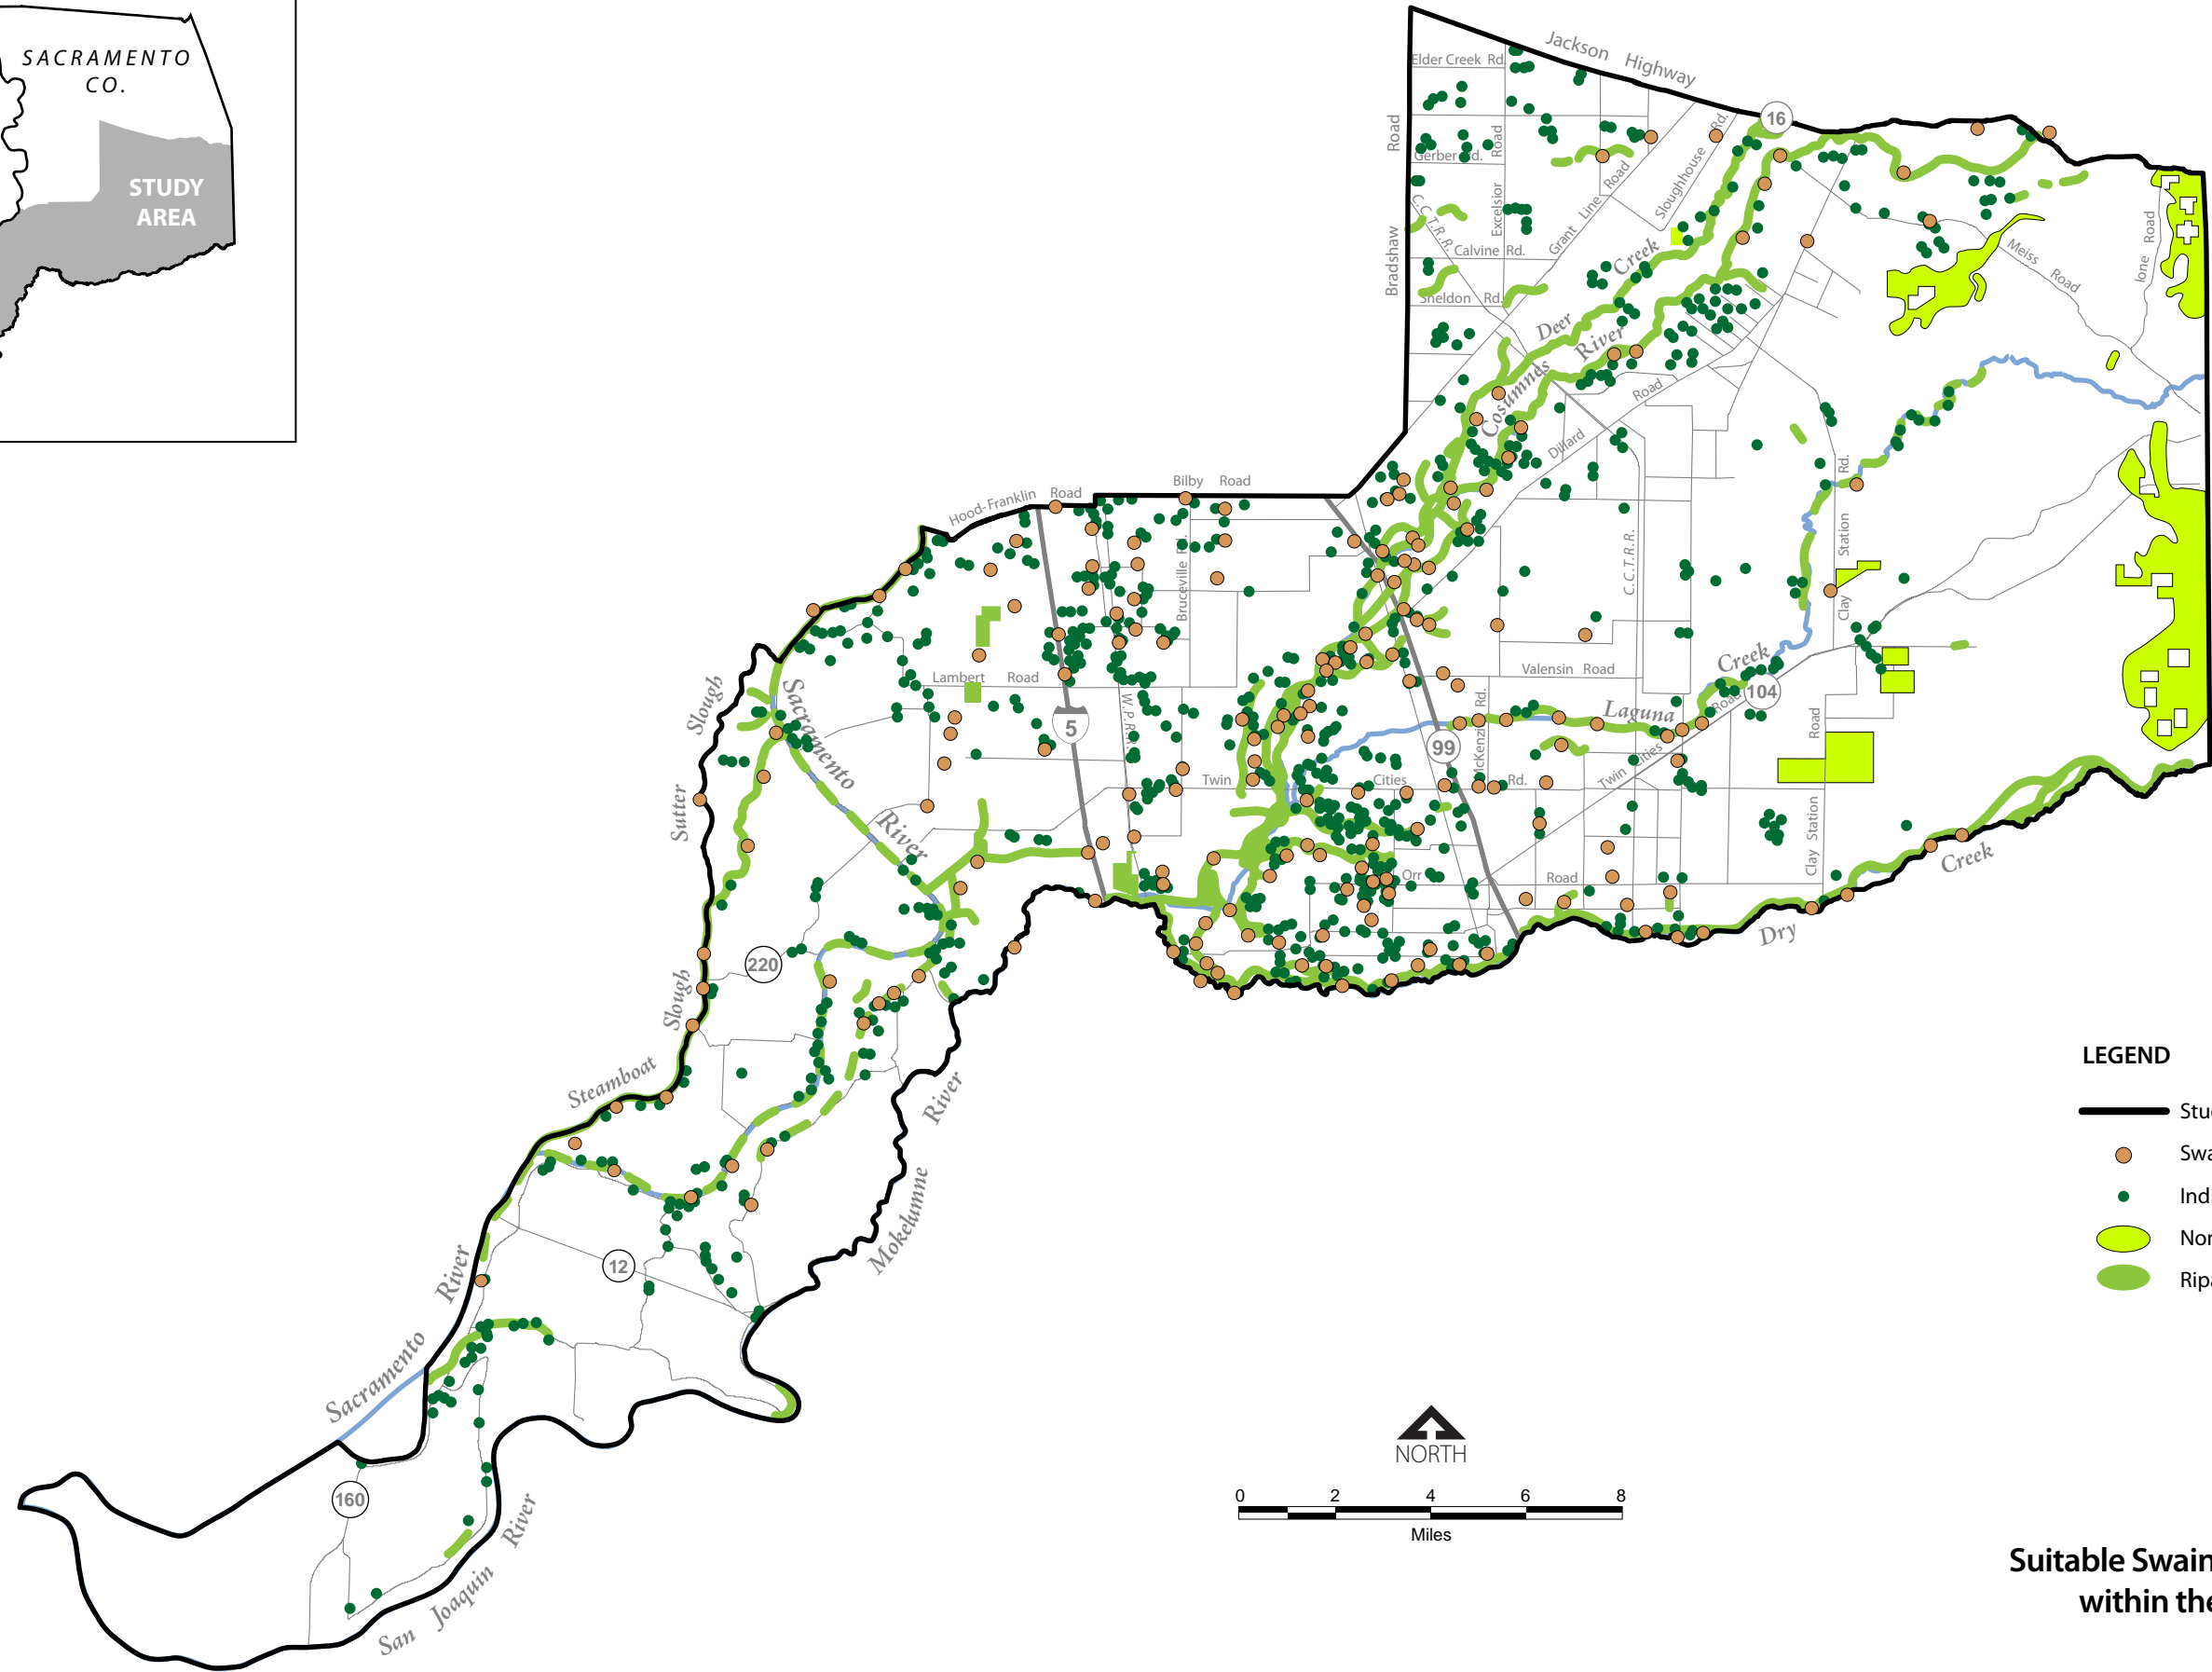 SACRAMENTO
CO.
STUDY
AREA
Jackson Highway
Elder Creek Rd.
16
Road
Road
Gerber Rd.
Sloughhouse Rd.
Excelsior
Grant Line Road
C.C.T.R.R.
Calvine Rd.
Bradshaw
Sheldon Rd.
Creek
Deer
Meiss Road
Ione Road
River
Cosumnes
Road
Dillard
Bilby Road
Hood-Franklin Road
Bruceville Rd.
C.C.T.R.R.
Clay Station Rd.
Lambert Road
Valensin Road
Creek
104
Road
Laguna
Slough
Sacramento
W.P.R.R.
5
99
McKenzie Rd.
Twin Cities
Road
Sutter
River
Twin Cities Rd.
Clay Station
Orr Road
Creek
Dry
220
Slough
Steamboat
River
Mokelumne
12
River
Sacramento
160
River
San Joaquin
LEGEND
Stu
Swa
Ind
Non
Ripa
NORTH
0 2 4 6 8
Miles
Suitable Swain
within the